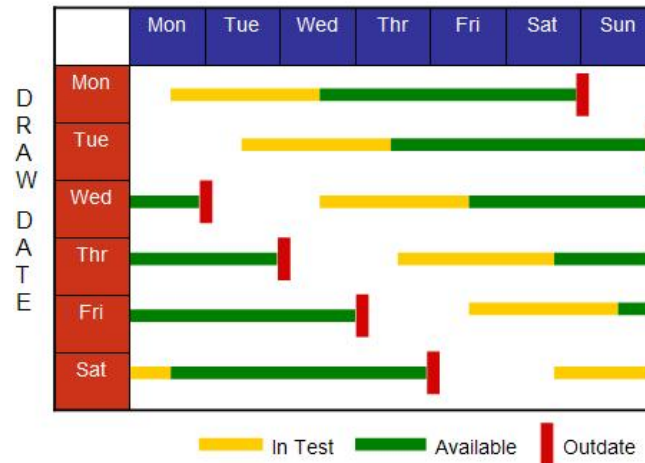 Mon Tue Wed Thr Fri Sat Sun
DRAW DATE
Mon
Tue
Wed
Thr
Fri
Sat
In Test Available Outdate